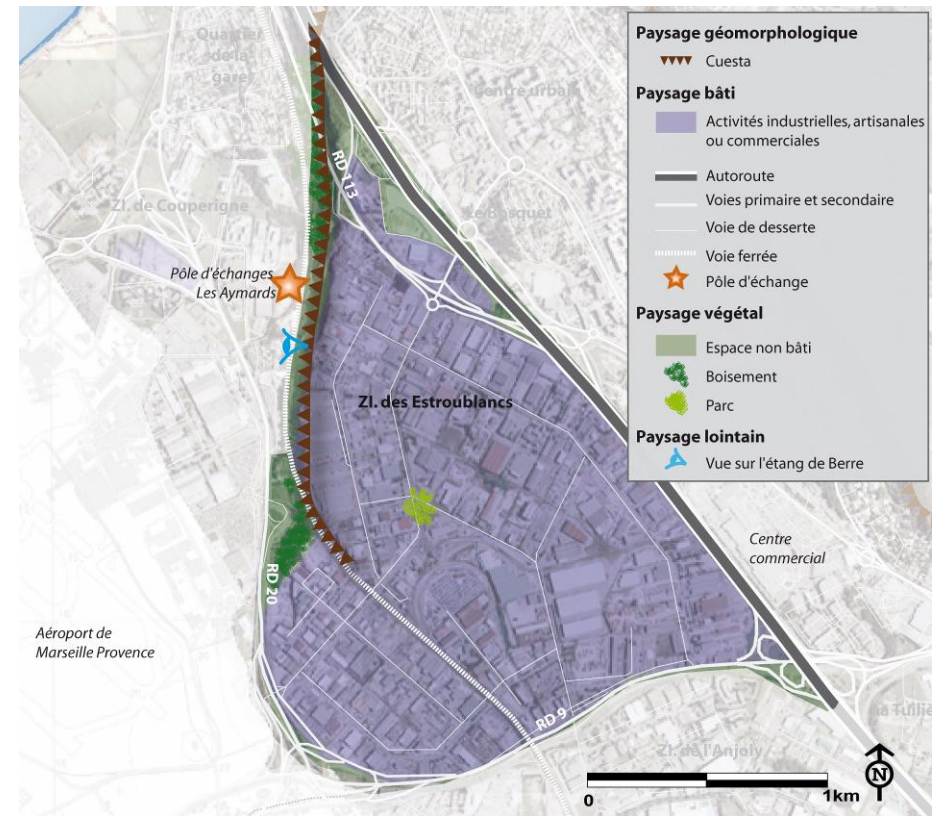 Quartier
de la
gare
Centre urbain
ZI. de Couperigne
RD 113
Le Bosquet
Pôle d'échanges
Les Aymards
ZI. des Estroublancs
Centre
commercial
RD 20
Aéroport de
Marseille Provence
RD 9
ZI. de l'Anjoly
La Tuilière
0
1km
N
Paysage géomorphologique
Cuesta
Paysage bâti
Activités industrielles, artisanales
ou commerciales
Autoroute
Voies primaire et secondaire
Voie de desserte
Voie ferrée
Pôle d'échange
Paysage végétal
Espace non bâti
Boisement
Parc
Paysage lointain
Vue sur l'étang de Berre